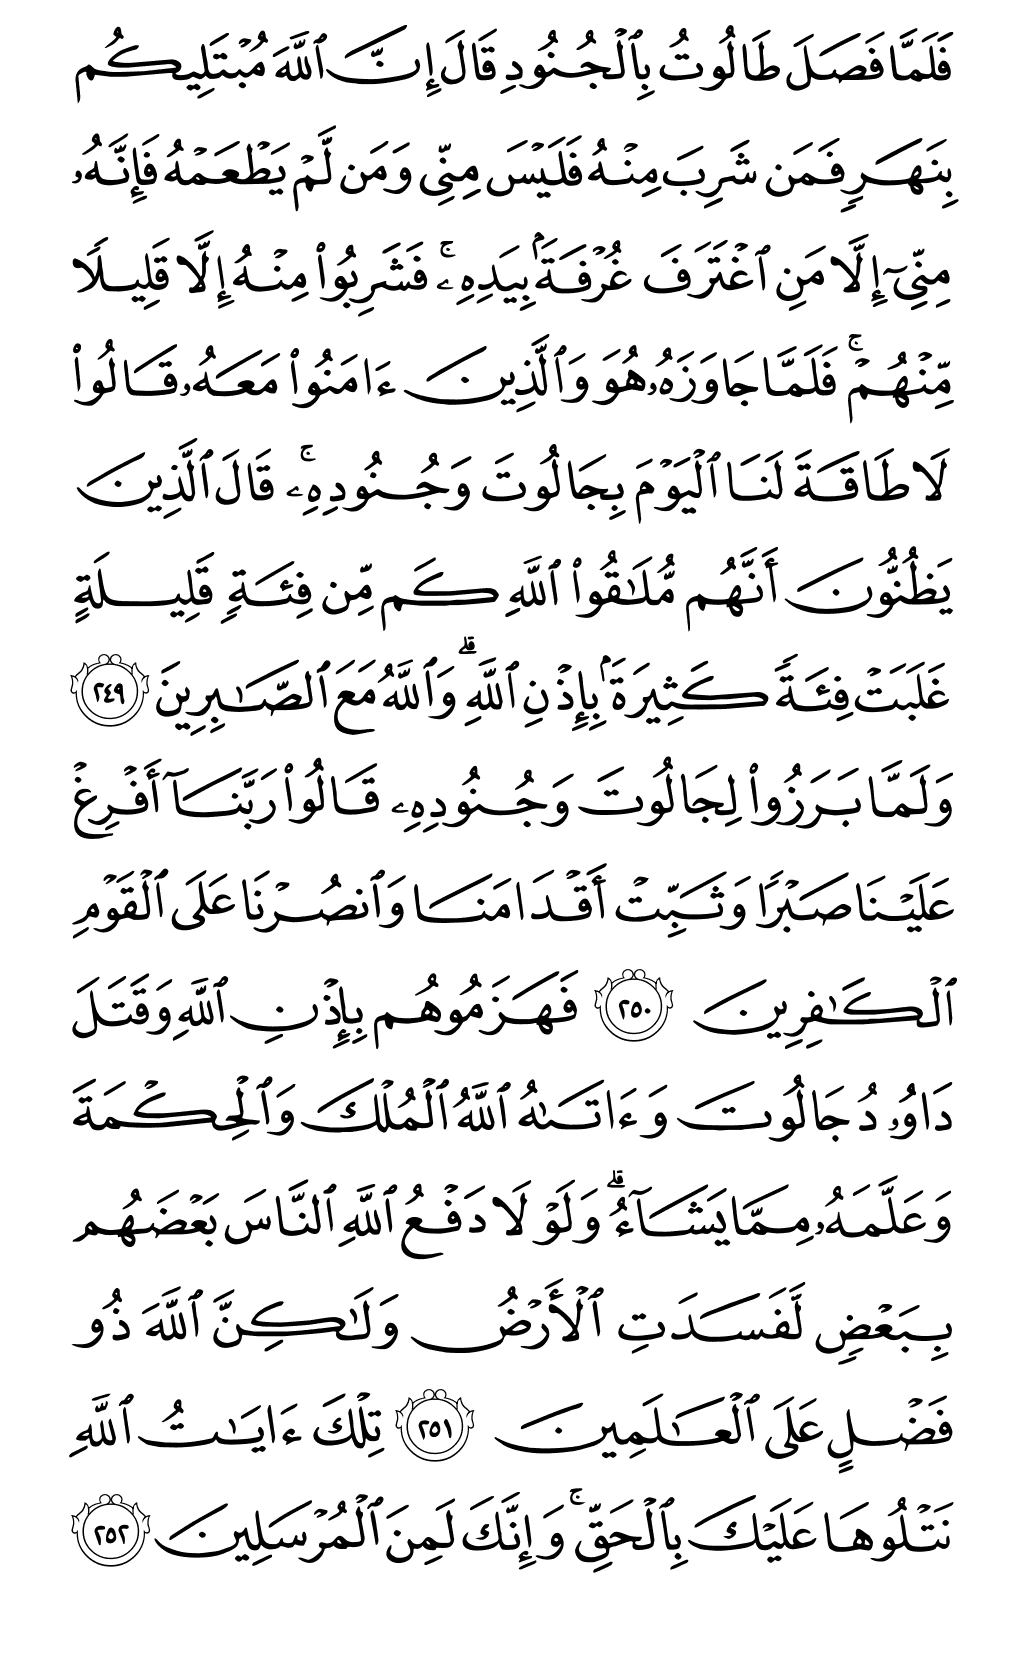 فَلَمَّا فَصَلَ طَالُوتُ بِٱلۡجُنُودِ قَالَ إِنَّ ٱللَّهَ مُبۡتَلِيكُم
بِنَهَرٖ فَمَن شَرِبَ مِنۡهُ فَلَيۡسَ مِنِّي وَمَن لَّمۡ يَطۡعَمۡهُ فَإِنَّهُۥ
مِنِّيٓ إِلَّا مَنِ ٱغۡتَرَفَ غُرۡفَةَۢ بِيَدِهِۦۚ فَشَرِبُواْ مِنۡهُ إِلَّا قَلِيلٗا
مِّنۡهُمۡۚ فَلَمَّا جَاوَزَهُۥ هُوَ وَٱلَّذِينَ ءَامَنُواْ مَعَهُۥ قَالُواْ
لَا طَاقَةَ لَنَا ٱلۡيَوۡمَ بِجَالُوتَ وَجُنُودِهِۦۚ قَالَ ٱلَّذِينَ
يَظُنُّونَ أَنَّهُم مُّلَٰقُواْ ٱللَّهِ كَم مِّن فِئَةٖ قَلِيلَةٍ
غَلَبَتۡ فِئَةٗ كَثِيرَةَۢ بِإِذۡنِ ٱللَّهِۗ وَٱللَّهُ مَعَ ٱلصَّٰبِرِينَ ٢٤٩
وَلَمَّا بَرَزُواْ لِجَالُوتَ وَجُنُودِهِۦ قَالُواْ رَبَّنَآ أَفۡرِغۡ
عَلَيۡنَا صَبۡرٗا وَثَبِّتۡ أَقۡدَامَنَا وَٱنصُرۡنَا عَلَى ٱلۡقَوۡمِ
ٱلۡكَٰفِرِينَ ٢٥٠ فَهَزَمُوهُم بِإِذۡنِ ٱللَّهِ وَقَتَلَ
دَاوُۥدُ جَالُوتَ وَءَاتَىٰهُ ٱللَّهُ ٱلۡمُلۡكَ وَٱلۡحِكۡمَةَ
وَعَلَّمَهُۥ مِمَّا يَشَآءُۗ وَلَوۡلَا دَفۡعُ ٱللَّهِ ٱلنَّاسَ بَعۡضَهُم
بِبَعۡضٖ لَّفَسَدَتِ ٱلۡأَرۡضُ وَلَٰكِنَّ ٱللَّهَ ذُو
فَضۡلٍ عَلَى ٱلۡعَٰلَمِينَ ٢٥١ تِلۡكَ ءَايَٰتُ ٱللَّهِ
نَتۡلُوهَا عَلَيۡكَ بِٱلۡحَقِّۚ وَإِنَّكَ لَمِنَ ٱلۡمُرۡسَلِينَ ٢٥٢